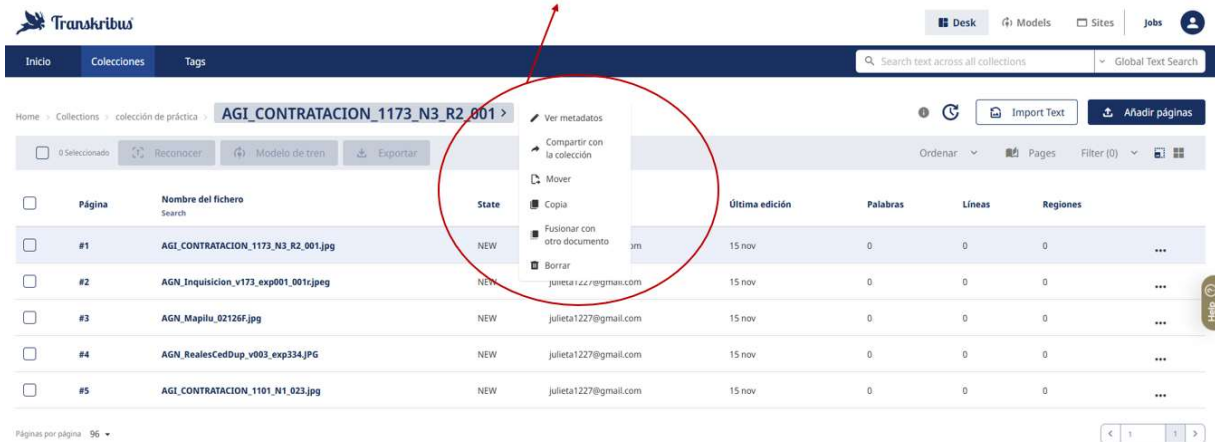 Transkribus
Desk
Models
Sites
Jobs
Inicio
Colecciones
Tags
Search text across all collections
Global Text Search
Home > Collections > colección de práctica > AGI_CONTRATACION_1173_N3_R2_001 >
Import Text
Añadir páginas
0 Seleccionado
Reconocer
Modelo de tren
Exportar
Ordenar
Pages
Filter (0)
Ver metadatos
Compartir con
la colección
Mover
Copia
Fusionar con
otro documento
Borrar
Página
Nombre del fichero
Search
State
Última edición
Palabras
Líneas
Regiones
#1 AGI_CONTRATACION_1173_N3_R2_001.jpg NEW om 15 nov 0 0 0
#2 AGN_Inquisicion_v173_exp001_001r.jpeg NEW julieta1227@gmail.com 15 nov 0 0 0
#3 AGN_Mapilu_02126F.jpg NEW julieta1227@gmail.com 15 nov 0 0 0
#4 AGN_RealesCedDup_v003_exp334.JPG NEW julieta1227@gmail.com 15 nov 0 0 0
#5 AGI_CONTRATACION_1101_N1_023.jpg NEW julieta1227@gmail.com 15 nov 0 0 0
Help
Páginas por página 96
< 1 1 >